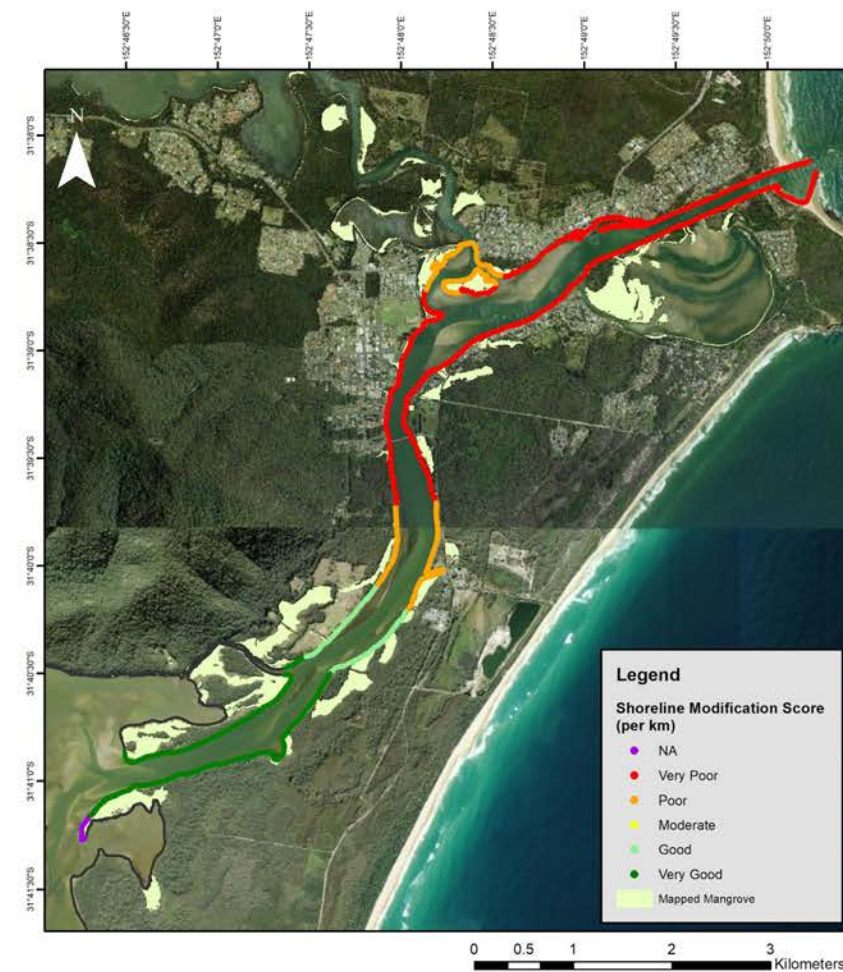 152°46'30"E
152°47'0"E
152°47'30"E
152°48'0"E
152°48'30"E
152°49'0"E
152°49'30"E
152°50'0"E
N
31°38'0"S
31°38'30"S
31°39'0"S
31°39'30"S
31°40'0"S
31°40'30"S
31°41'0"S
31°41'30"S
Legend
Shoreline Modification Score
(per km)
NA
Very Poor
Poor
Moderate
Good
Very Good
Mapped Mangrove
0 0.5 1 2 3
Kilometers